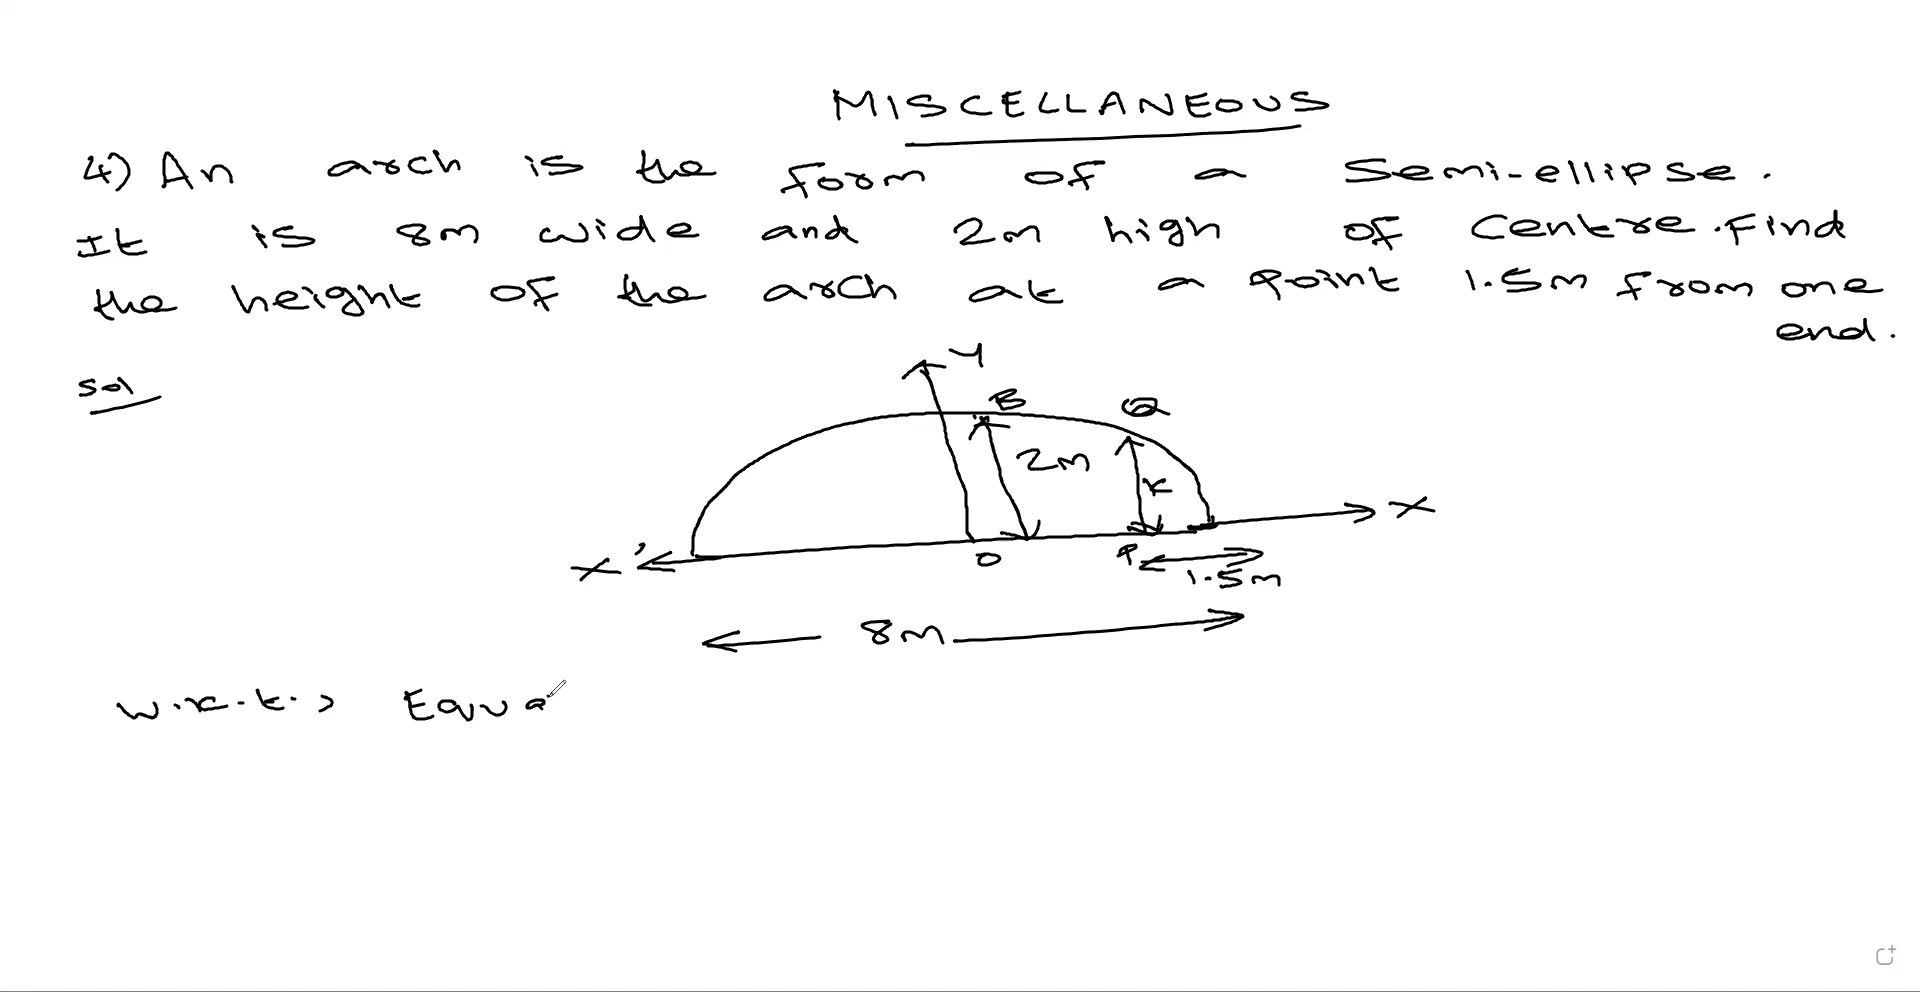 MISCELLANEOUS
4) An arch is the form of a semi-ellipse.
It is 8m wide and 2m high of centre. Find
the height of the arch at a point 1.5m from one
end.
Sol
Y
B
Q
2m
K
X
X'
O
P
1.5m
8m
W.K.t., Equa